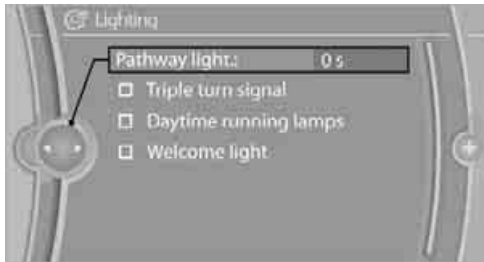 Lighting
Pathway light.: 0 s
Triple turn signal
Daytime running lamps
Welcome light